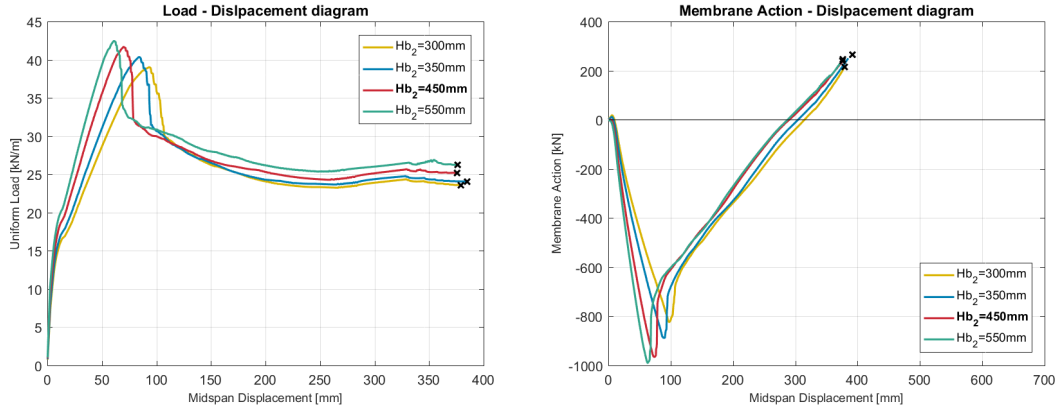 Load - Dislpacement diagram
45
40
35
30
25
20
15
10
5
0
Uniform Load [kN/m]
0 50 100 150 200 250 300 350 400
Midspan Displacement [mm]
Hb2=300mm
Hb2=350mm
Hb2=450mm
Hb2=550mm
Membrane Action - Dislpacement diagram
400
200
0
-200
-400
-600
-800
-1000
Membrane Action [kN]
0 100 200 300 400 500 600 700
Midspan Displacement [mm]
Hb2=300mm
Hb2=350mm
Hb2=450mm
Hb2=550mm